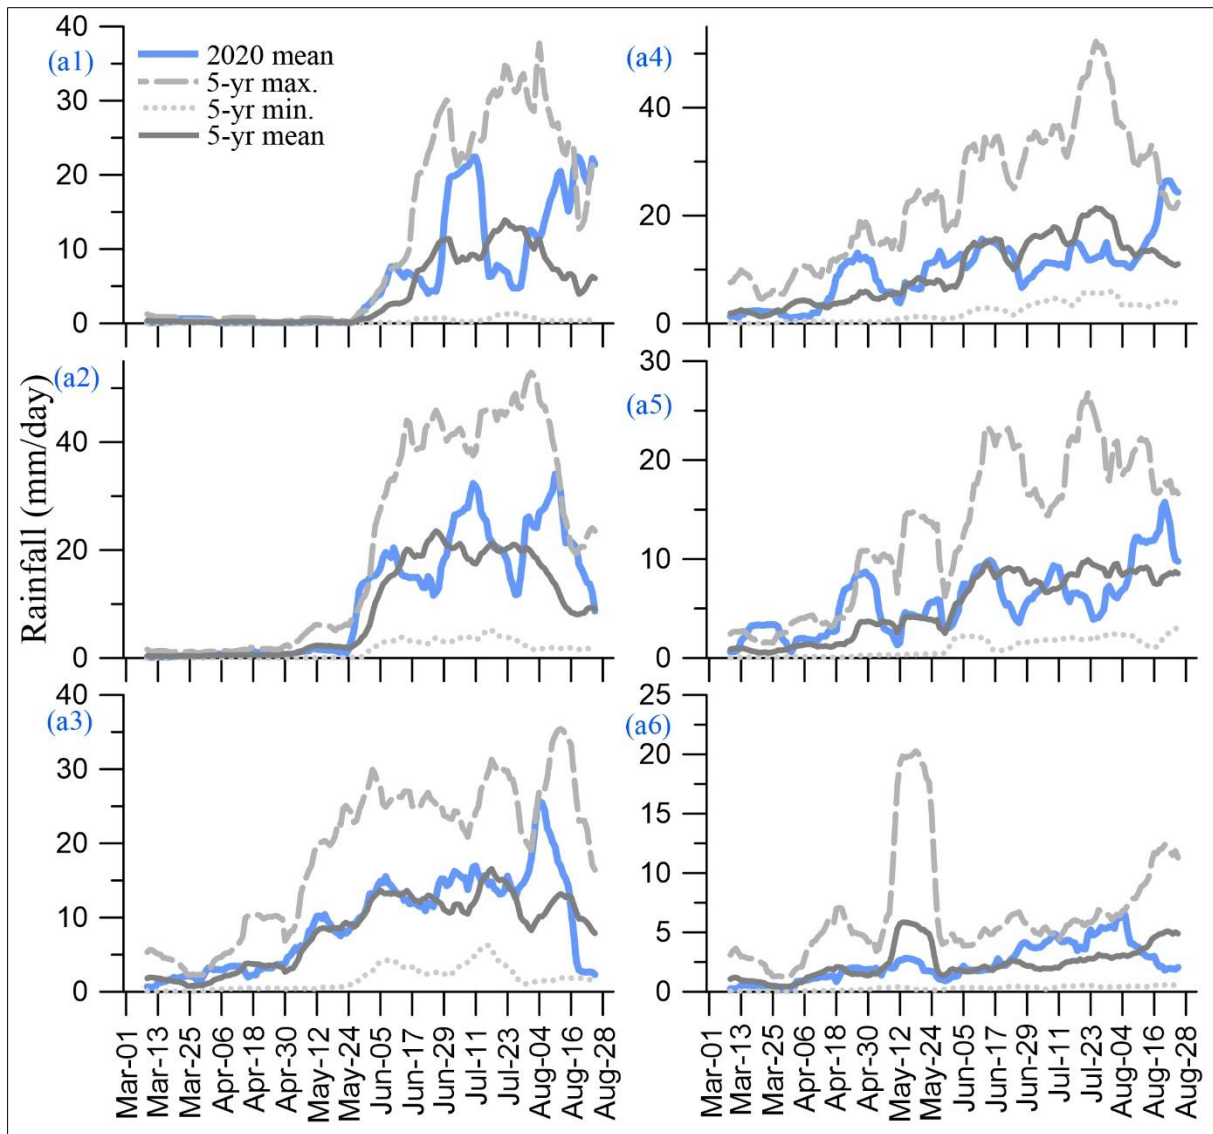 Rainfall (mm/day)
(a1)
2020 mean
5-yr max.
5-yr min.
5-yr mean
40
30
20
10
0
(a4)
40
20
0
(a2)
40
20
0
(a5)
30
20
10
0
(a3)
40
30
20
10
0
Mar-01 Mar-13 Mar-25 Apr-06 Apr-18 Apr-30 May-12 May-24 Jun-05 Jun-17 Jun-29 Jul-11 Jul-23 Aug-04 Aug-16 Aug-28
(a6)
25
20
15
10
5
0
Mar-01 Mar-13 Mar-25 Apr-06 Apr-18 Apr-30 May-12 May-24 Jun-05 Jun-17 Jun-29 Jul-11 Jul-23 Aug-04 Aug-16 Aug-28